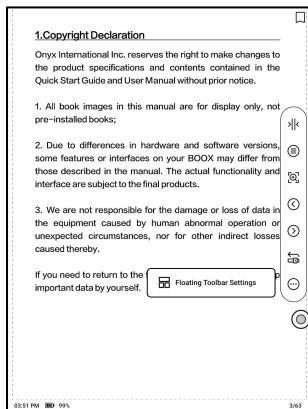 1.Copyright Declaration
Onyx International Inc. reserves the right to make changes to
the product specifications and contents contained in the
Quick Start Guide and User Manual without prior notice.
1. All book images in this manual are for display only, not
pre-installed books;
2. Due to differences in hardware and software versions,
some features or interfaces on your BOOX may differ from
those described in the manual. The actual functionality and
interface are subject to the final products.
3. We are not responsible for the damage or loss of data in
the equipment caused by human abnormal operation or
unexpected circumstances, nor for other indirect losses
caused thereby.
If you need to return to the
Floating Toolbar Settings
important data by yourself.
03:51 PM 99% 3/63